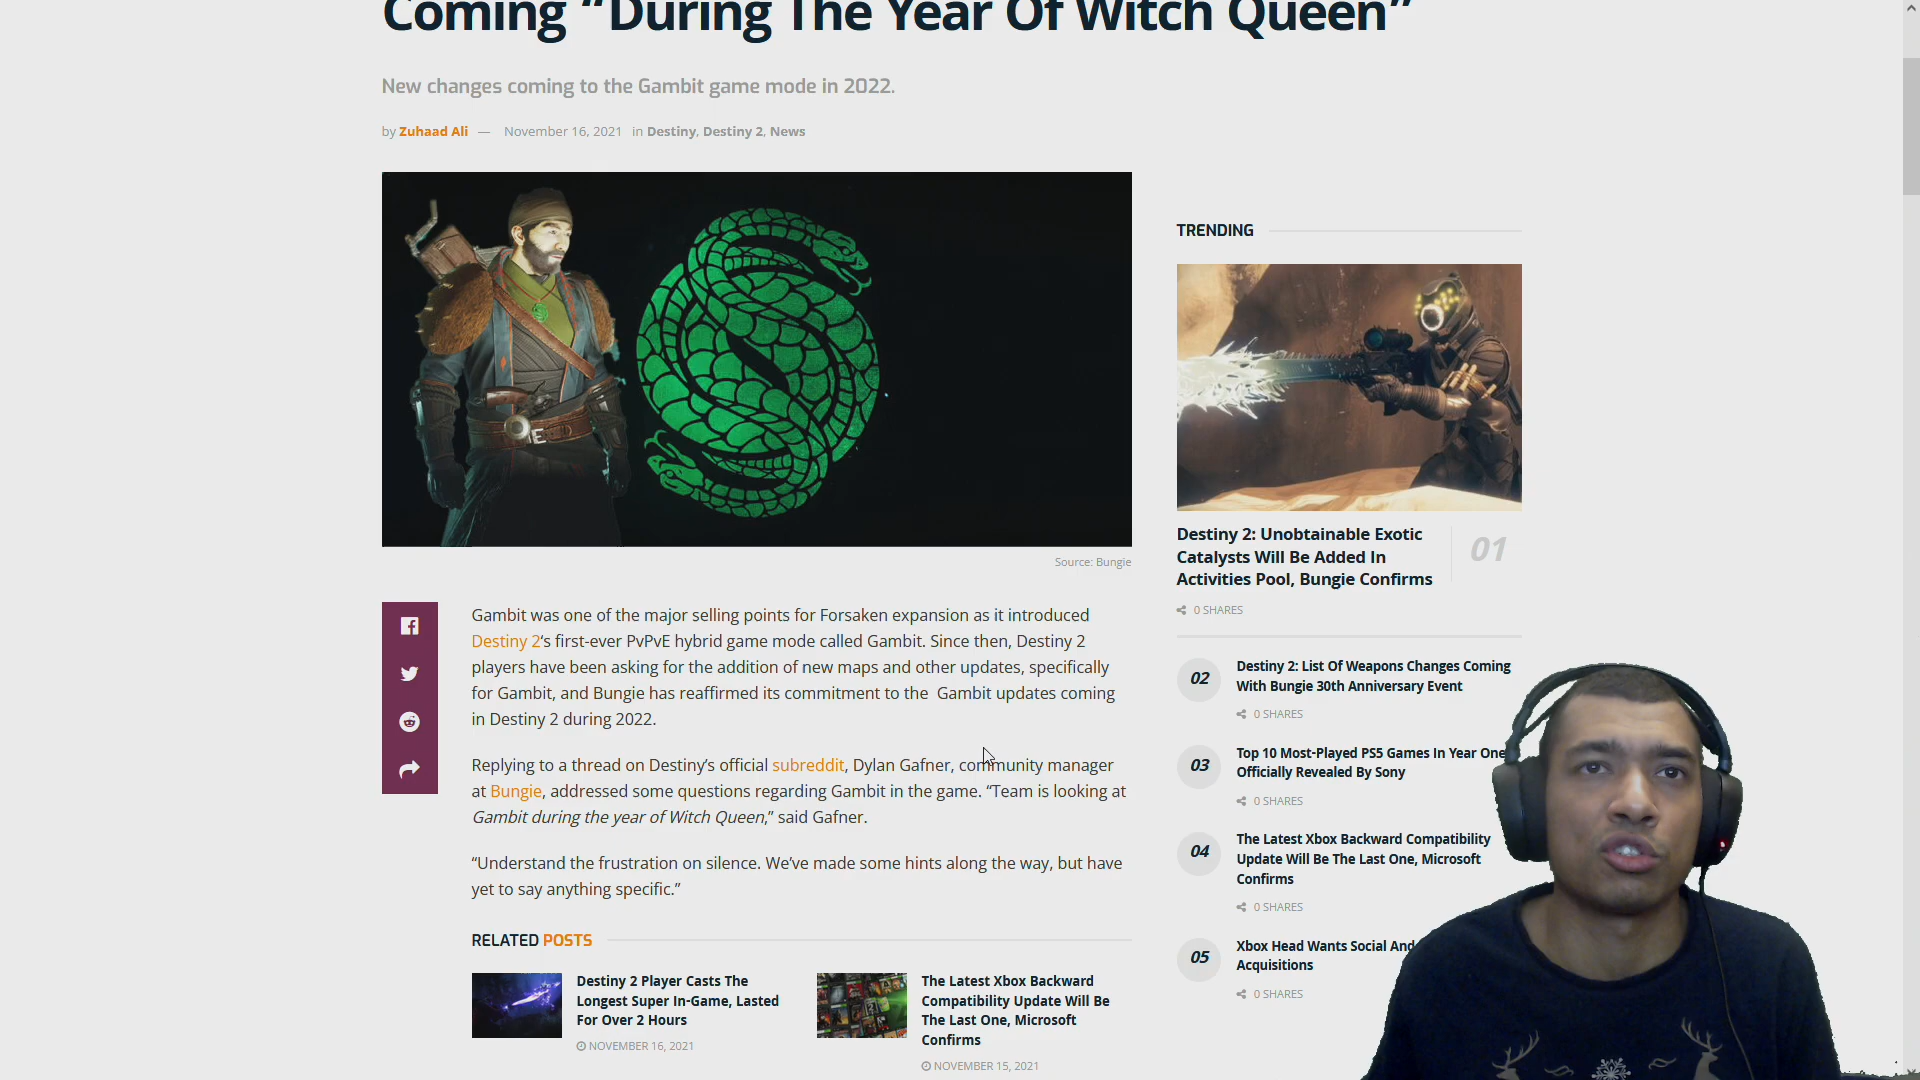 Coming “During The Year Of Witch Queen”
New changes coming to the Gambit game mode in 2022.
by Zuhaad Ali — November 16, 2021 in Destiny, Destiny 2, News
Source: Bungie
Gambit was one of the major selling points for Forsaken expansion as it introduced
Destiny 2‘s first-ever PvPvE hybrid game mode called Gambit. Since then, Destiny 2
players have been asking for the addition of new maps and other updates, specifically
for Gambit, and Bungie has reaffirmed its commitment to the Gambit updates coming
in Destiny 2 during 2022.
Replying to a thread on Destiny’s official subreddit, Dylan Gafner, community manager
at Bungie, addressed some questions regarding Gambit in the game. “Team is looking at
Gambit during the year of Witch Queen,” said Gafner.
“Understand the frustration on silence. We’ve made some hints along the way, but have
yet to say anything specific.”
RELATED POSTS
Destiny 2 Player Casts The
Longest Super In-Game, Lasted
For Over 2 Hours
NOVEMBER 16, 2021
The Latest Xbox Backward
Compatibility Update Will Be
The Last One, Microsoft
Confirms
NOVEMBER 15, 2021
TRENDING
Destiny 2: Unobtainable Exotic
Catalysts Will Be Added In
Activities Pool, Bungie Confirms
01
0 SHARES
02
Destiny 2: List Of Weapons Changes Coming
With Bungie 30th Anniversary Event
0 SHARES
03
Top 10 Most-Played PS5 Games In Year One
Officially Revealed By Sony
0 SHARES
04
The Latest Xbox Backward Compatibility
Update Will Be The Last One, Microsoft
Confirms
0 SHARES
05
Xbox Head Wants Social And
Acquisitions
0 SHARES